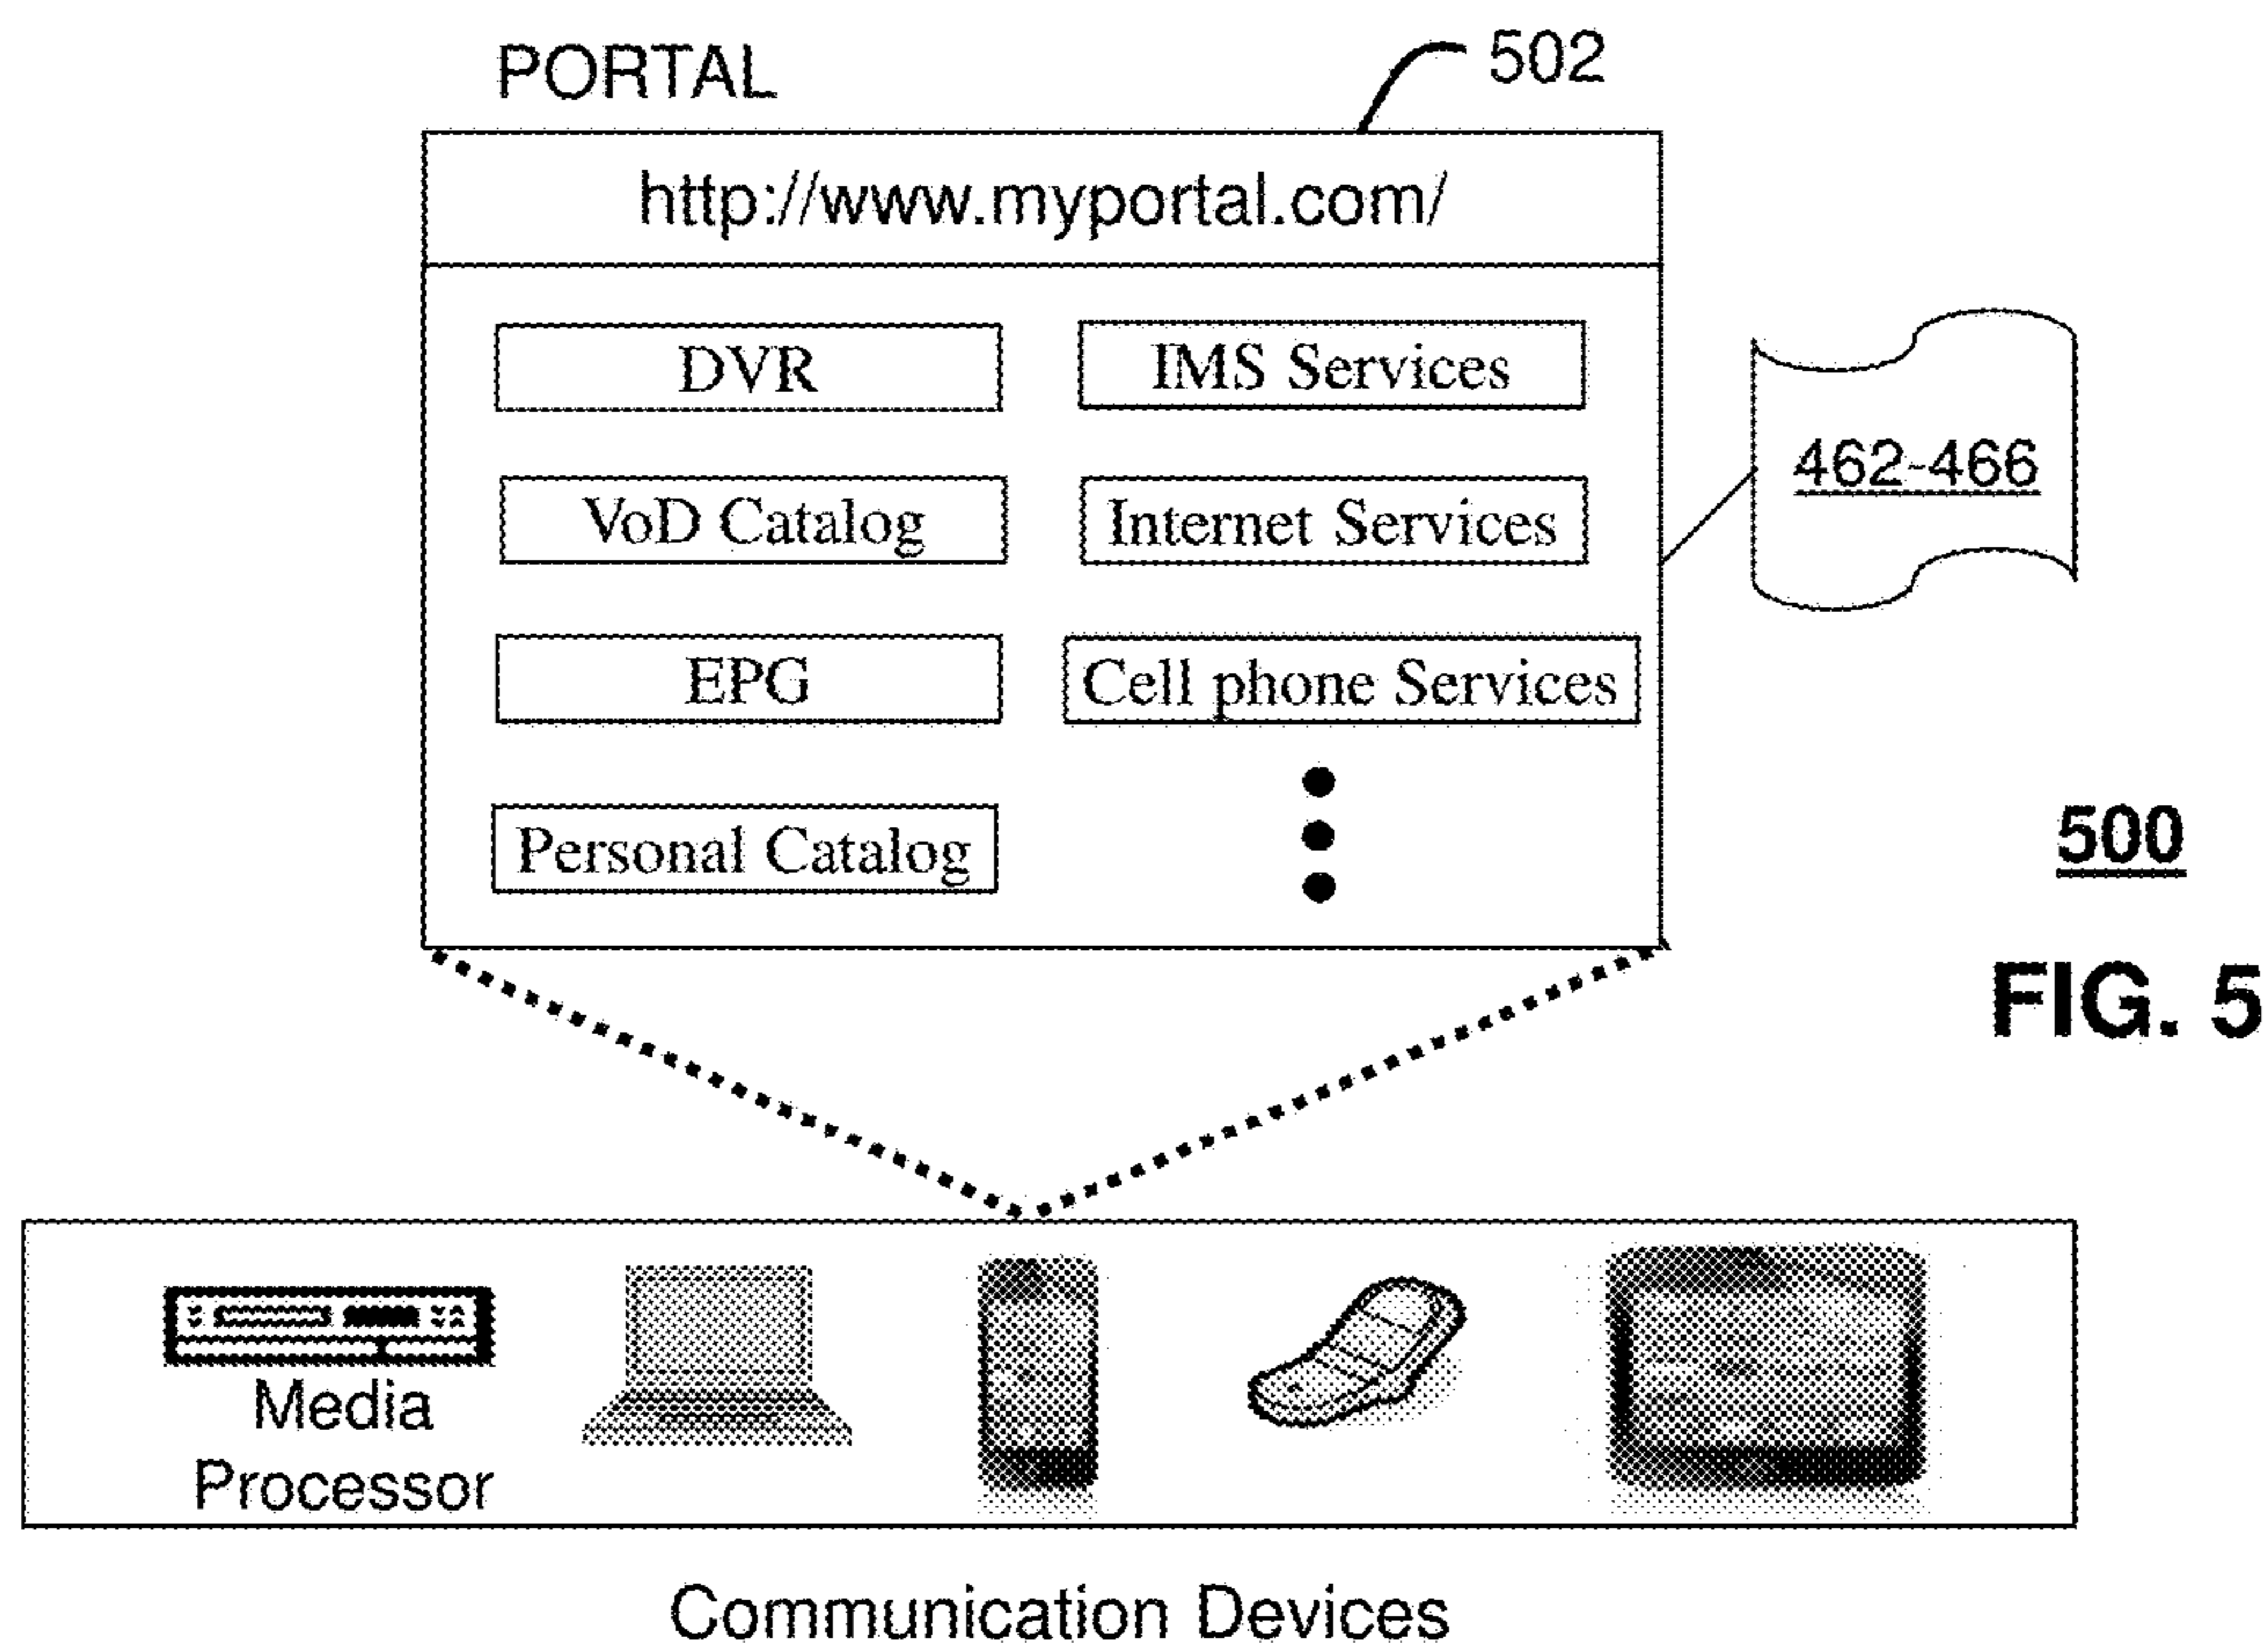 PORTAL
502
http://www.myportal.com/
DVR
IMS Services
VoD Catalog
Internet Services
462-466
EPG
Cell phone Services
Personal Catalog
500
FIG. 5
Media
Processor
Communication Devices